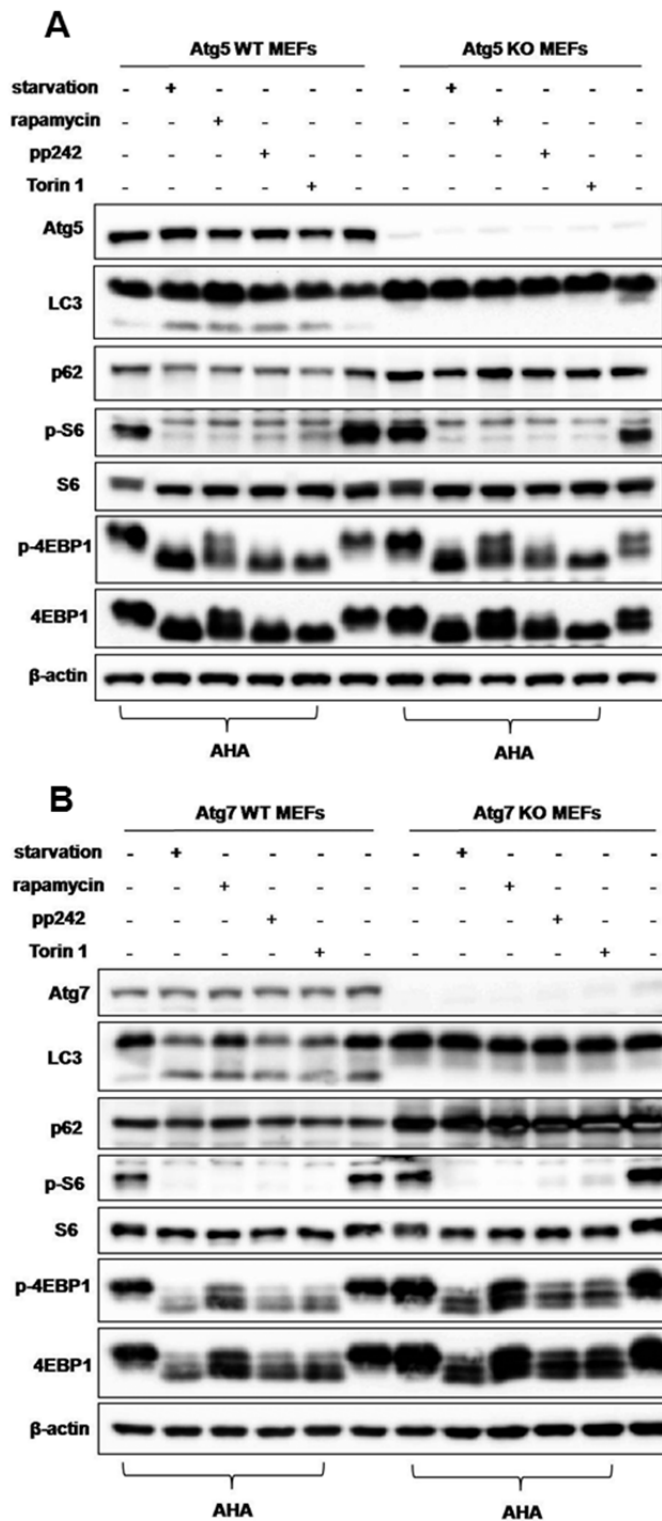 A
Atg5 WT MEFs Atg5 KO MEFs
starvation - + - - - - - + - - - -
rapamycin - - + - - - - - + - - -
pp242 - - - + - - - - - + - -
Torin 1 - - - - + - - - - - + -
Atg5
LC3
p62
p-S6
S6
p-4EBP1
4EBP1
β-actin
AHA AHA
B
Atg7 WT MEFs Atg7 KO MEFs
starvation - + - - - - - + - - - -
rapamycin - - + - - - - - + - - -
pp242 - - - + - - - - - + - -
Torin 1 - - - - + - - - - - + -
Atg7
LC3
p62
p-S6
S6
p-4EBP1
4EBP1
β-actin
AHA AHA